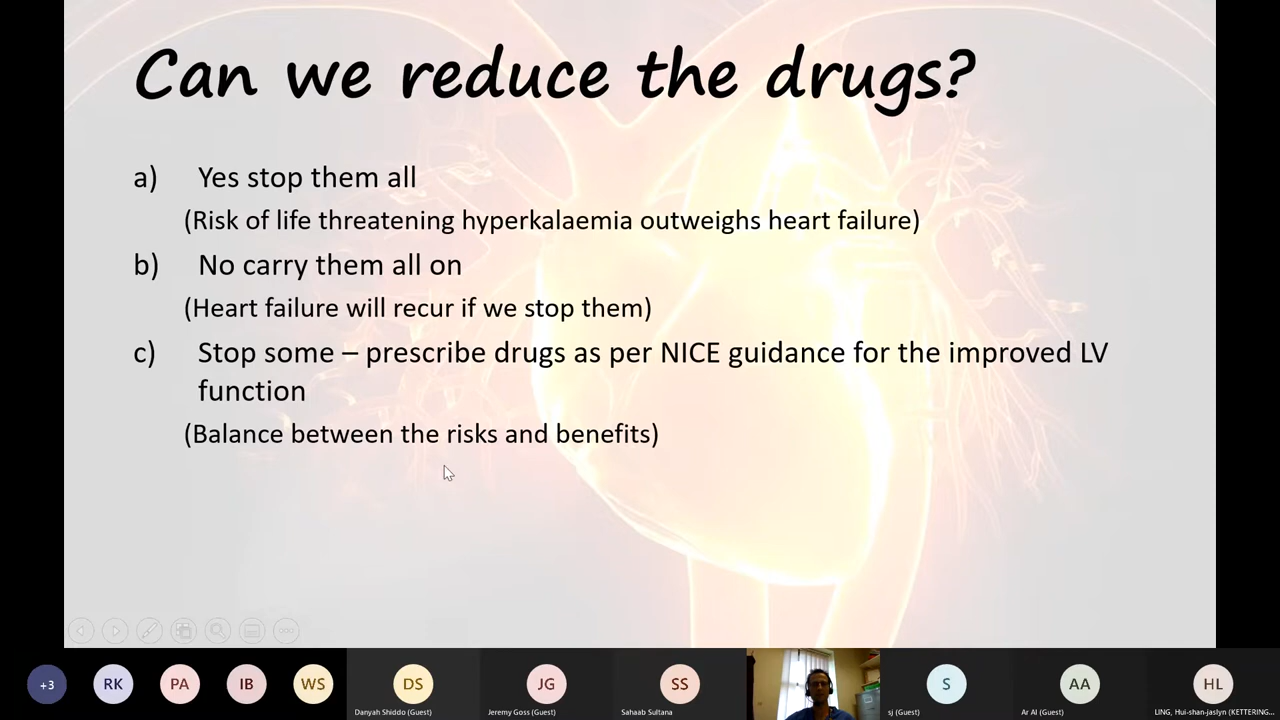 Can we reduce the drugs?
a) Yes stop them all
(Risk of life threatening hyperkalaemia outweighs heart failure)
b) No carry them all on
(Heart failure will recur if we stop them)
c) Stop some – prescribe drugs as per NICE guidance for the improved LV
function
(Balance between the risks and benefits)
+3
RK
PA
IB
WS
DS
JG
SS
S
AA
HL
Danyah Shiddo (Guest)
Jeremy Goss (Guest)
Sahaab Sultana
sj (Guest)
Ar Al (Guest)
LING, Hui-shan-jaslyn (KETTERING...